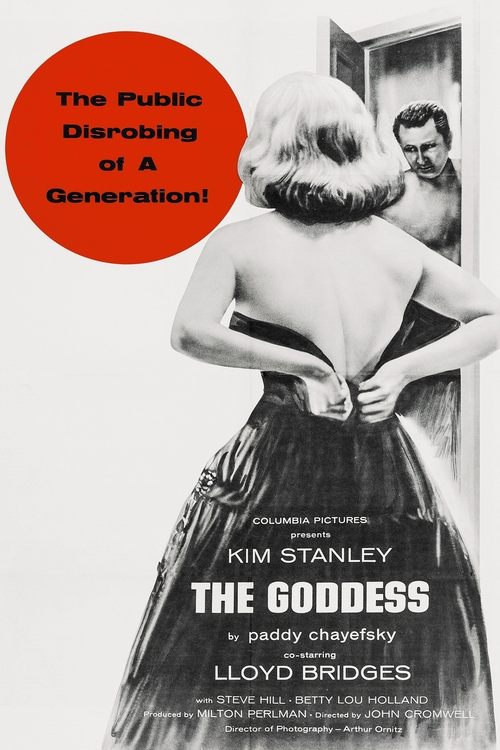 The Public
Disrobing
of A
Generation!
COLUMBIA PICTURES
presents
KIM STANLEY
THE GODDESS
by paddy chayefsky
co-starring
LLOYD BRIDGES
with STEVE HILL · BETTY LOU HOLLAND
Produced by MILTON PERLMAN · Directed by JOHN CROMWELL
Director of Photography – Arthur Ornitz